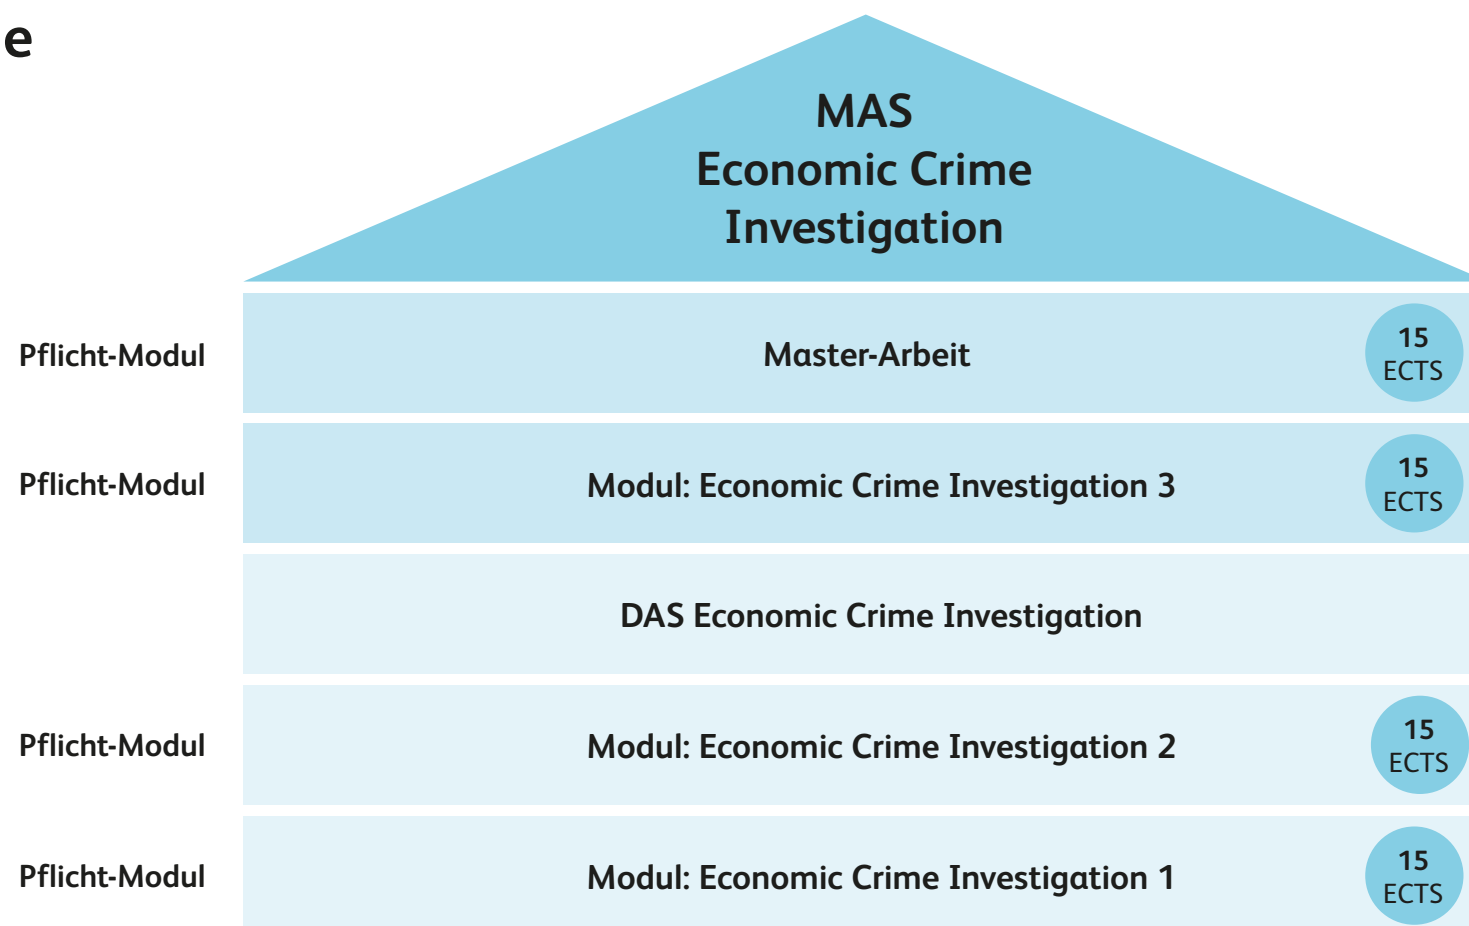 e
MAS
Economic Crime
Investigation
Pflicht-Modul
Master-Arbeit
15
ECTS
Pflicht-Modul
Modul: Economic Crime Investigation 3
15
ECTS
DAS Economic Crime Investigation
Pflicht-Modul
Modul: Economic Crime Investigation 2
15
ECTS
Pflicht-Modul
Modul: Economic Crime Investigation 1
15
ECTS